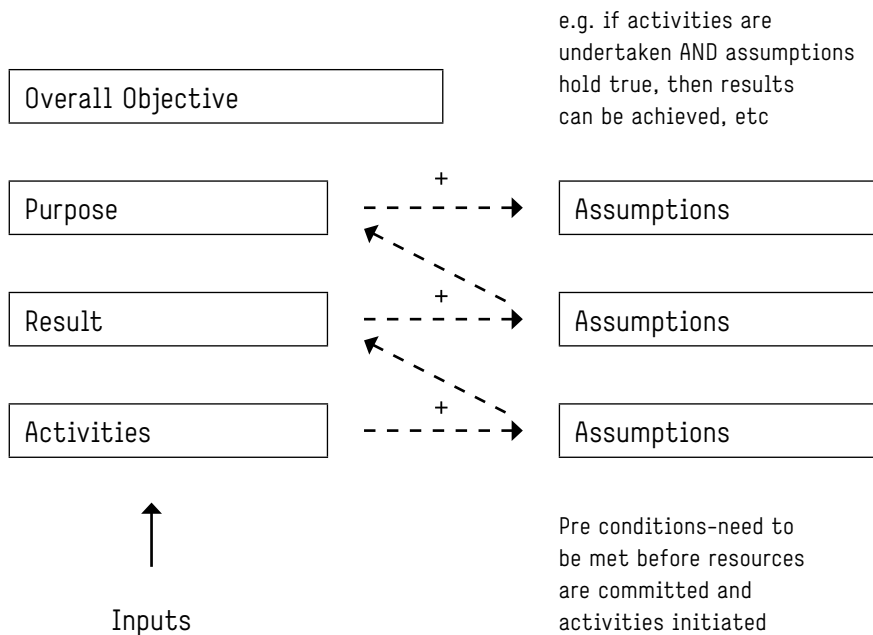 e.g. if activities are
undertaken AND assumptions
hold true, then results
can be achieved, etc
Overall Objective
+
Purpose
Assumptions
+
Result
Assumptions
+
Activities
Assumptions
Pre conditions-need to
be met before resources
are committed and
activities initiated
Inputs